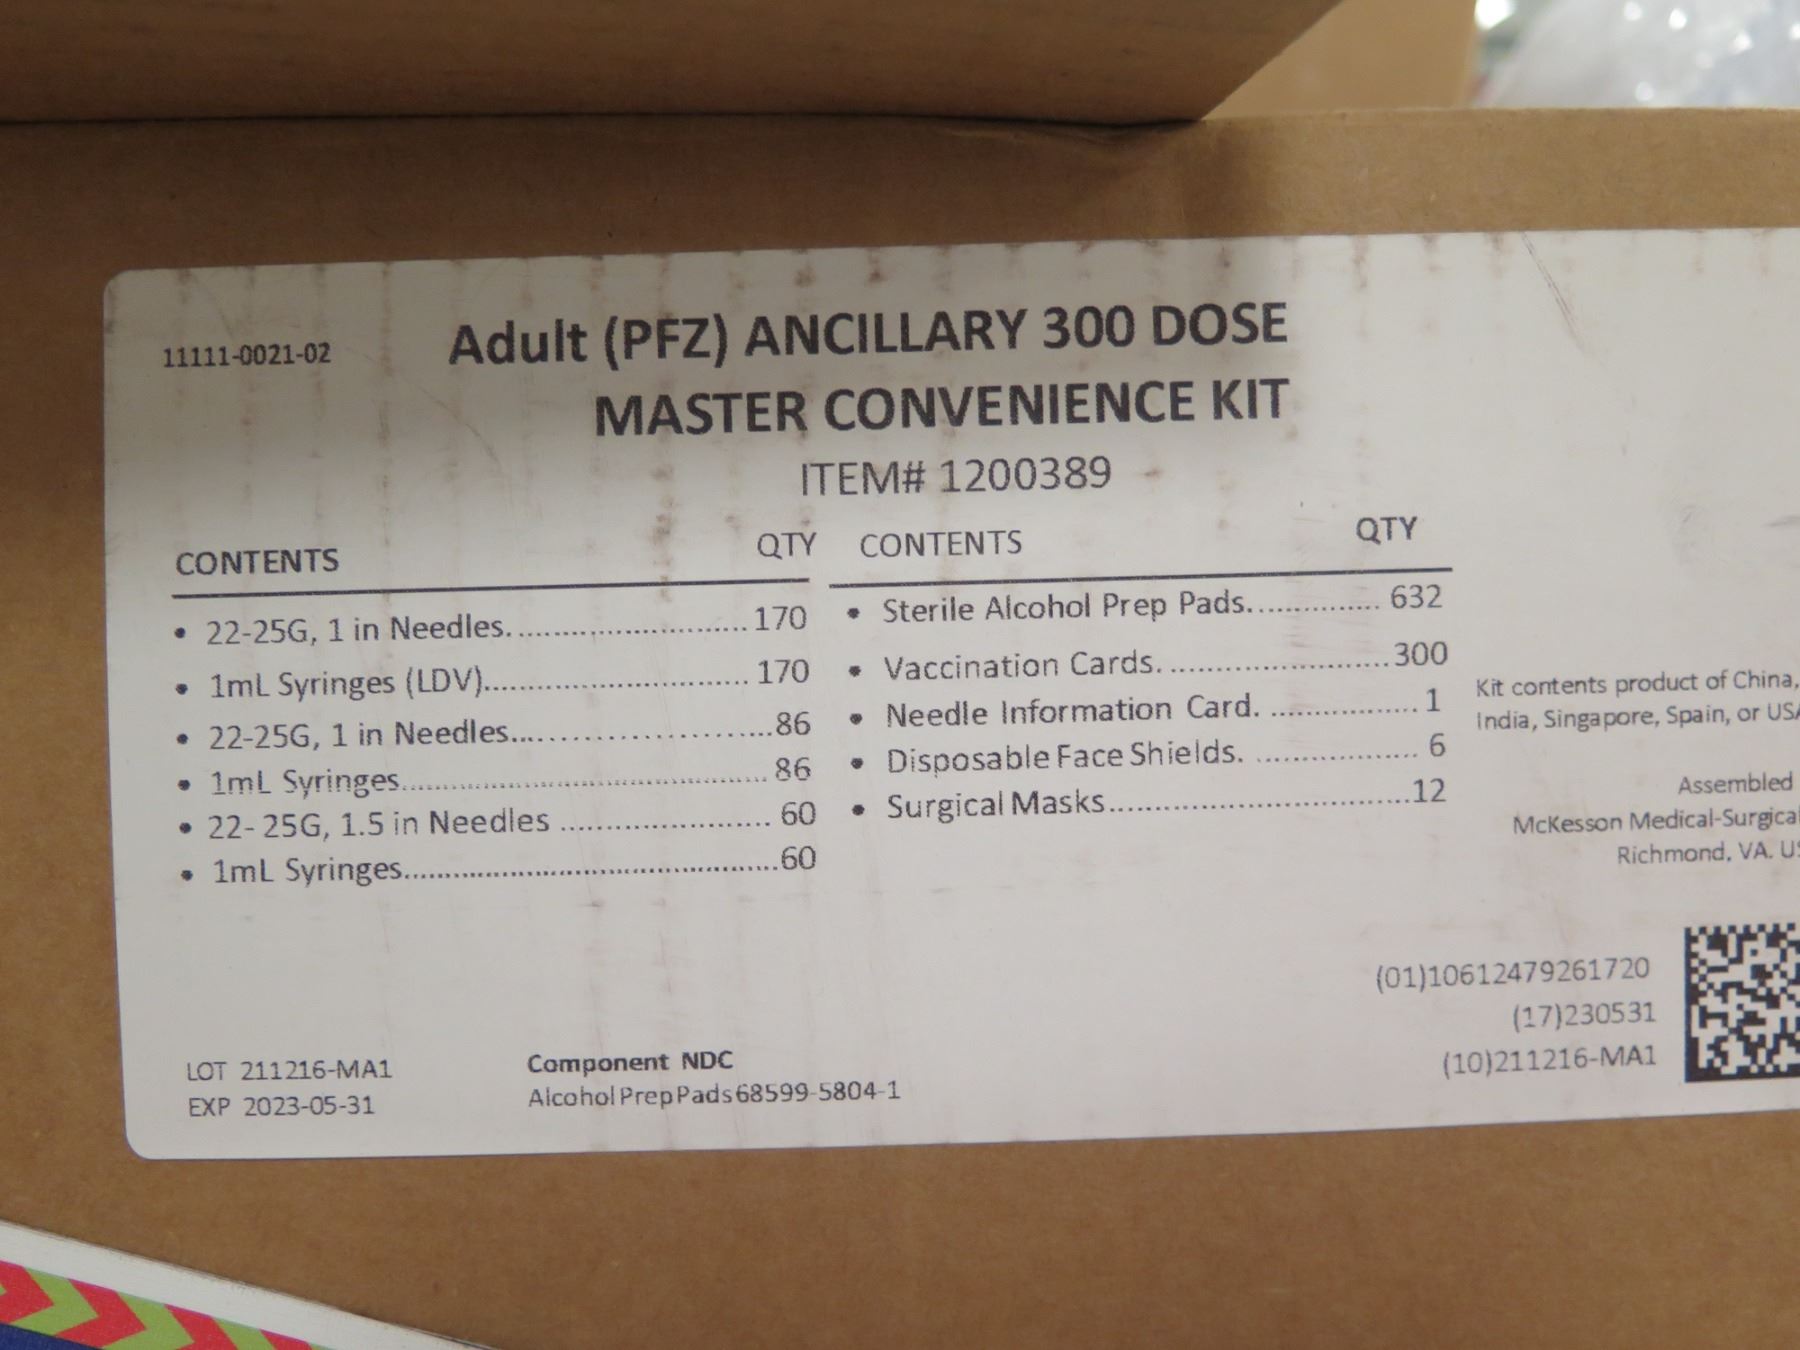 11111-0021-02
Adult (PFZ) ANCILLARY 300 DOSE
MASTER CONVENIENCE KIT
ITEM# 1200389
CONTENTS QTY
• 22-25G, 1 in Needles........................... 170
• 1mL Syringes (LDV)............................. 170
• 22-25G, 1 in Needles............................86
• 1mL Syringes........................................ 86
• 22- 25G, 1.5 in Needles ....................... 60
• 1mL Syringes.........................................60
CONTENTS QTY
• Sterile Alcohol Prep Pads............... 632
• Vaccination Cards. ........................300
• Needle Information Card. ................ 1
• Disposable Face Shields. .................. 6
• Surgical Masks.................................12
Kit contents product of China,
India, Singapore, Spain, or USA
Assembled
McKesson Medical-Surgical
Richmond, VA. US
(01)10612479261720
(17)230531
(10)211216-MA1
LOT 211216-MA1
EXP 2023-05-31
Component NDC
Alcohol Prep Pads 68599-5804-1